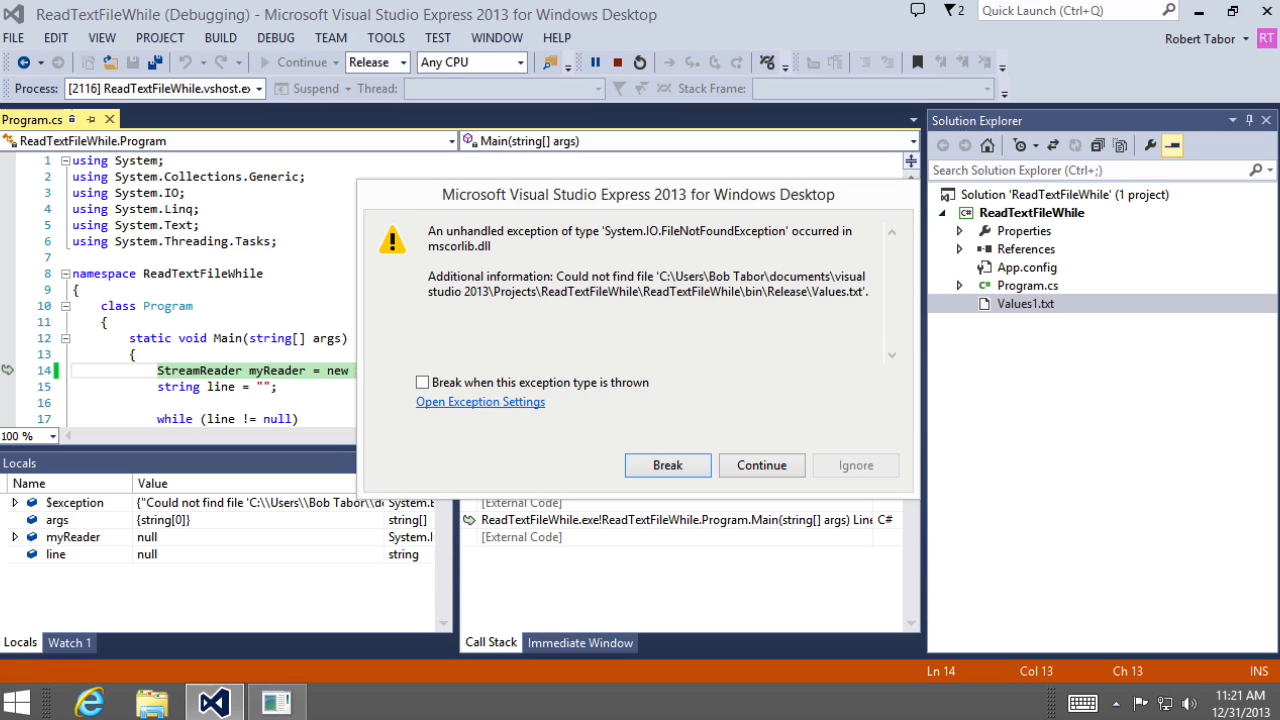 ReadTextFileWhile (Debugging) - Microsoft Visual Studio Express 2013 for Windows Desktop
2
Quick Launch (Ctrl+Q)
FILE EDIT VIEW PROJECT BUILD DEBUG TEAM TOOLS TEST WINDOW HELP
Robert Tabor
RT
Continue
Release
Any CPU
Process: [2116] ReadTextFileWhile.vshost.ex
Suspend
Thread:
Stack Frame:
Program.cs
ReadTextFileWhile.Program
Main(string[] args)
1 using System;
2 using System.Collections.Generic;
3 using System.IO;
4 using System.Linq;
5 using System.Text;
6 using System.Threading.Tasks;
7
8 namespace ReadTextFileWhile
9 {
10 class Program
11 {
12 static void Main(string[] args)
13 {
14 StreamReader myReader = new
15 string line = "";
16
17 while (line != null)
100 %
Microsoft Visual Studio Express 2013 for Windows Desktop
An unhandled exception of type 'System.IO.FileNotFoundException' occurred in
mscorlib.dll
Additional information: Could not find file 'C:\Users\Bob Tabor\documents\visual
studio 2013\Projects\ReadTextFileWhile\ReadTextFileWhile\bin\Release\Values.txt'.
Break when this exception type is thrown
Open Exception Settings
Break
Continue
Ignore
Solution Explorer
Search Solution Explorer (Ctrl+;)
Solution 'ReadTextFileWhile' (1 project)
C# ReadTextFileWhile
Properties
References
App.config
C# Program.cs
Values1.txt
Locals
Name Value
$exception {"Could not find file 'C:\\Users\\Bob Tabor\\d System.E
args {string[0]} string[]
myReader null System.I
line null string
[External Code]
ReadTextFileWhile.exe!ReadTextFileWhile.Program.Main(string[] args) Line C#
[External Code]
Locals Watch 1
Call Stack Immediate Window
Ln 14 Col 13 Ch 13 INS
11:21 AM
12/31/2013